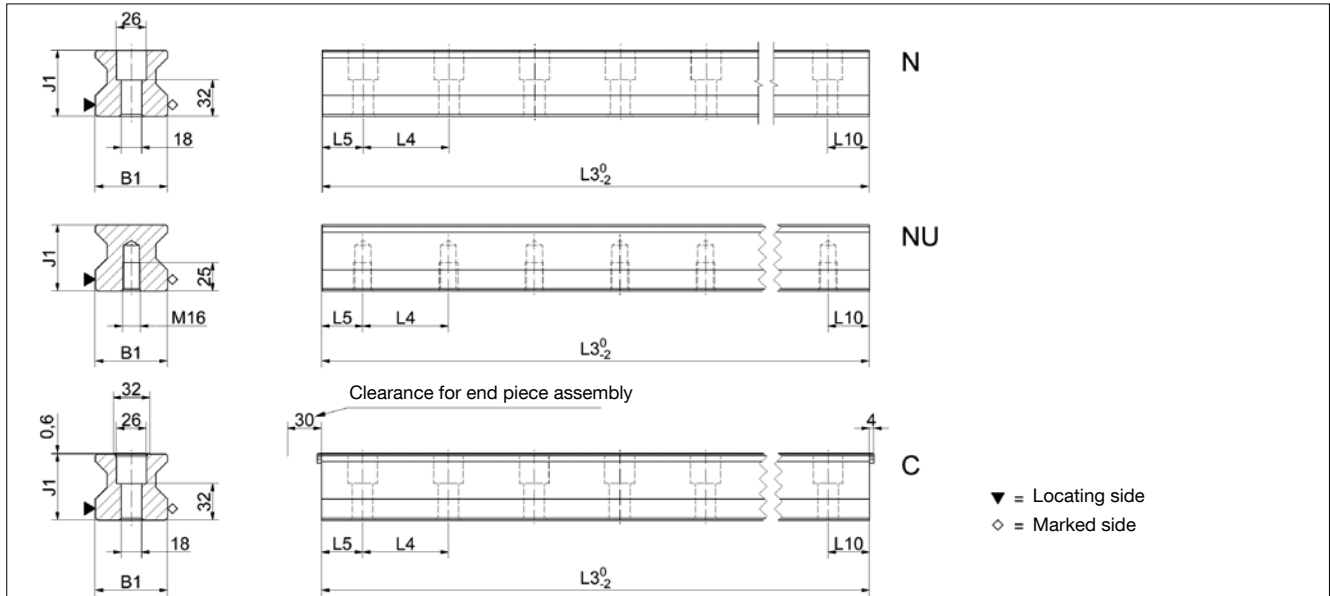 26
J1
32
18
B1
L5
L4
L10
L3 0 -2
N
J1
25
M16
B1
L5
L4
L10
L3 0 -2
NU
Clearance for end piece assembly
32
26
0,6
J1
32
18
B1
30
4
L5
L4
L10
L3 0 -2
C
▼ = Locating side
◇ = Marked side